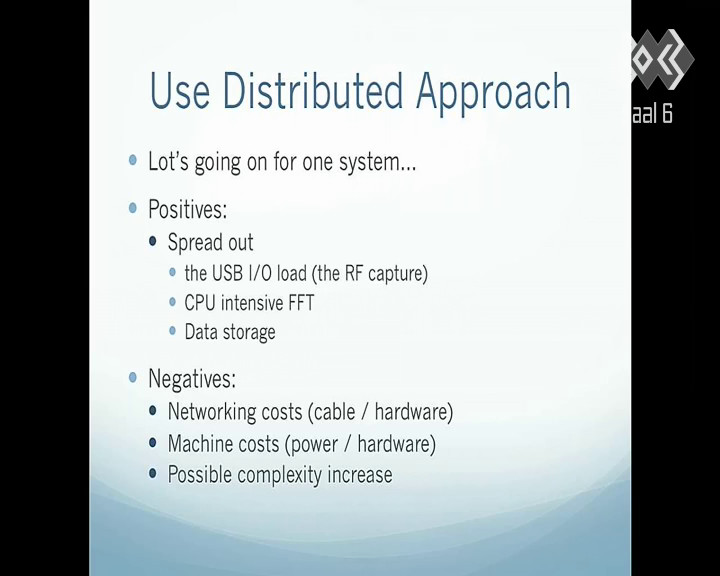 Use Distributed Approach
• Lot's going on for one system...
• Positives:
• Spread out
• the USB I/O load (the RF capture)
• CPU intensive FFT
• Data storage
• Negatives:
• Networking costs (cable / hardware)
• Machine costs (power / hardware)
• Possible complexity increase
aal 6